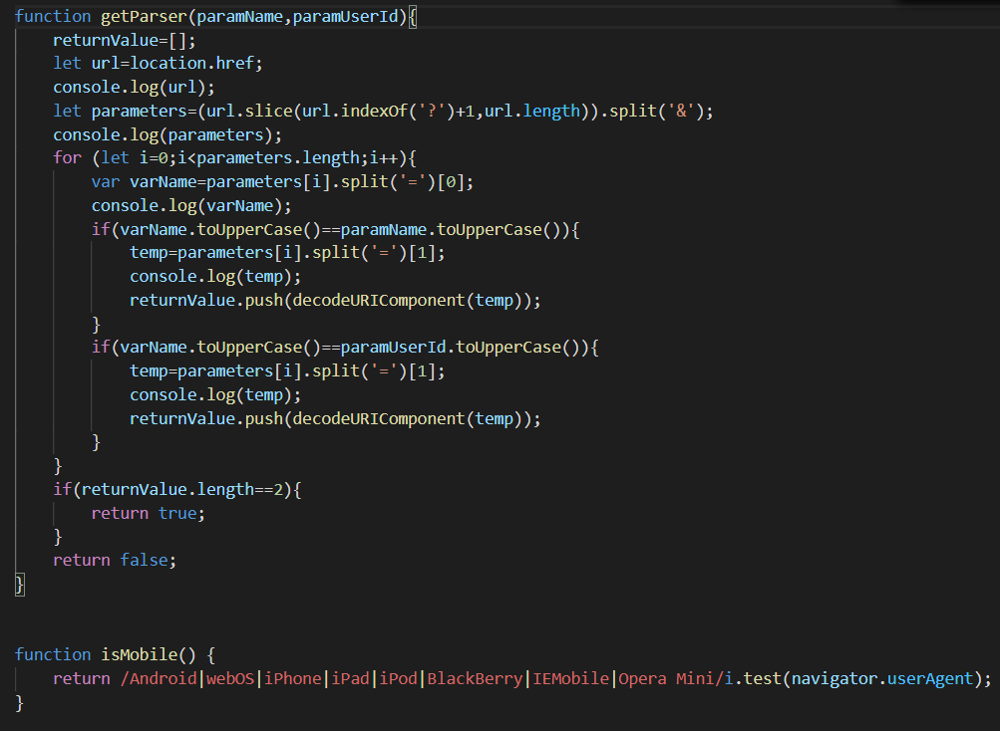 function getParser(paramName,paramUserId){
    returnValue=[];
    let url=location.href;
    console.log(url);
    let parameters=(url.slice(url.indexOf('?')+1,url.length)).split('&');
    console.log(parameters);
    for (let i=0;i<parameters.length;i++){
        var varName=parameters[i].split('=')[0];
        console.log(varName);
        if(varName.toUpperCase()==paramName.toUpperCase()){
            temp=parameters[i].split('=')[1];
            console.log(temp);
            returnValue.push(decodeURIComponent(temp));
        }
        if(varName.toUpperCase()==paramUserId.toUpperCase()){
            temp=parameters[i].split('=')[1];
            console.log(temp);
            returnValue.push(decodeURIComponent(temp));
        }
    }
    if(returnValue.length==2){
        return true;
    }
    return false;
}
function isMobile() {
    return /Android|webOS|iPhone|iPad|iPod|BlackBerry|IEMobile|Opera Mini/i.test(navigator.userAgent);
}